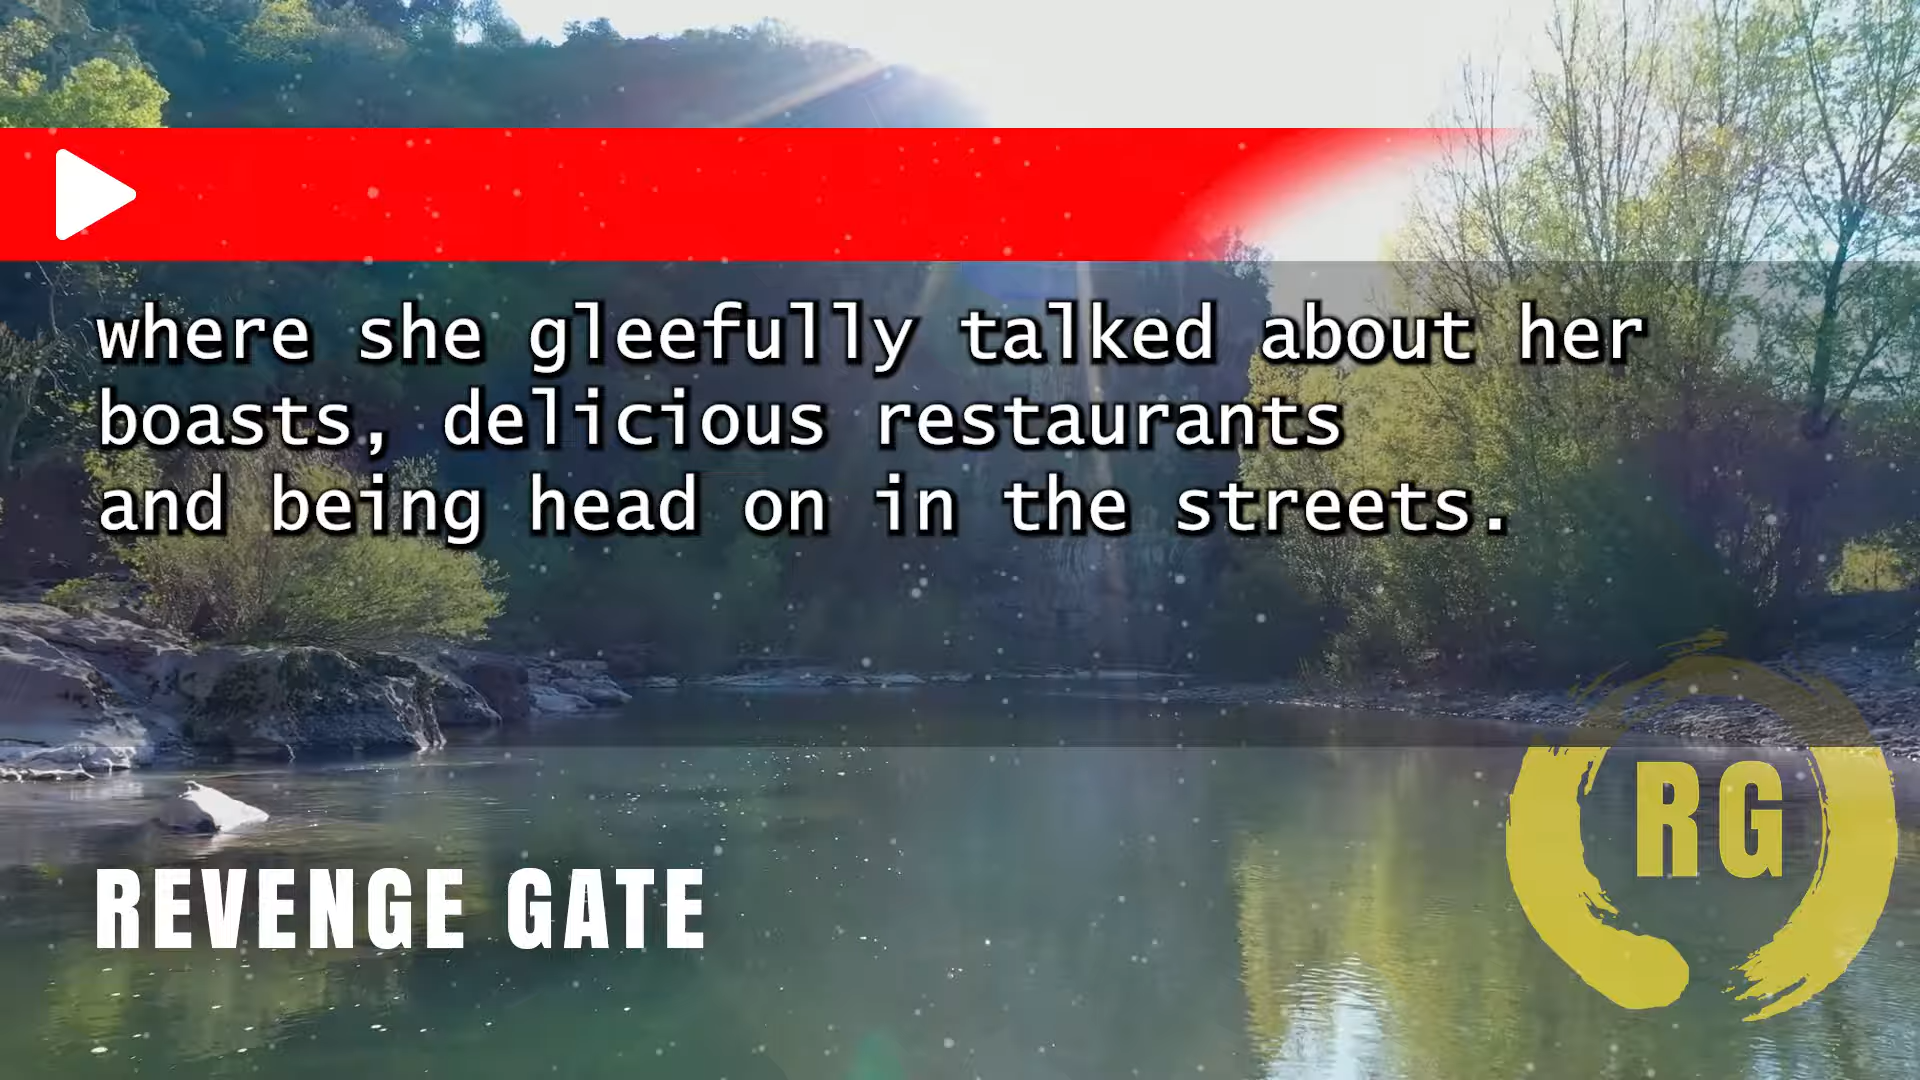 where she gleefully talked about her
boasts, delicious restaurants
and being head on in the streets.
RG
REVENGE GATE